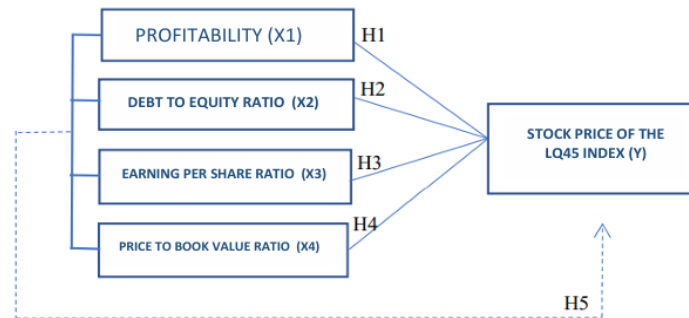 PROFITABILITY (X1)
H1
DEBT TO EQUITY RATIO (X2)
H2
STOCK PRICE OF THE
LQ45 INDEX (Y)
EARNING PER SHARE RATIO (X3)
H3
PRICE TO BOOK VALUE RATIO (X4)
H4
H5